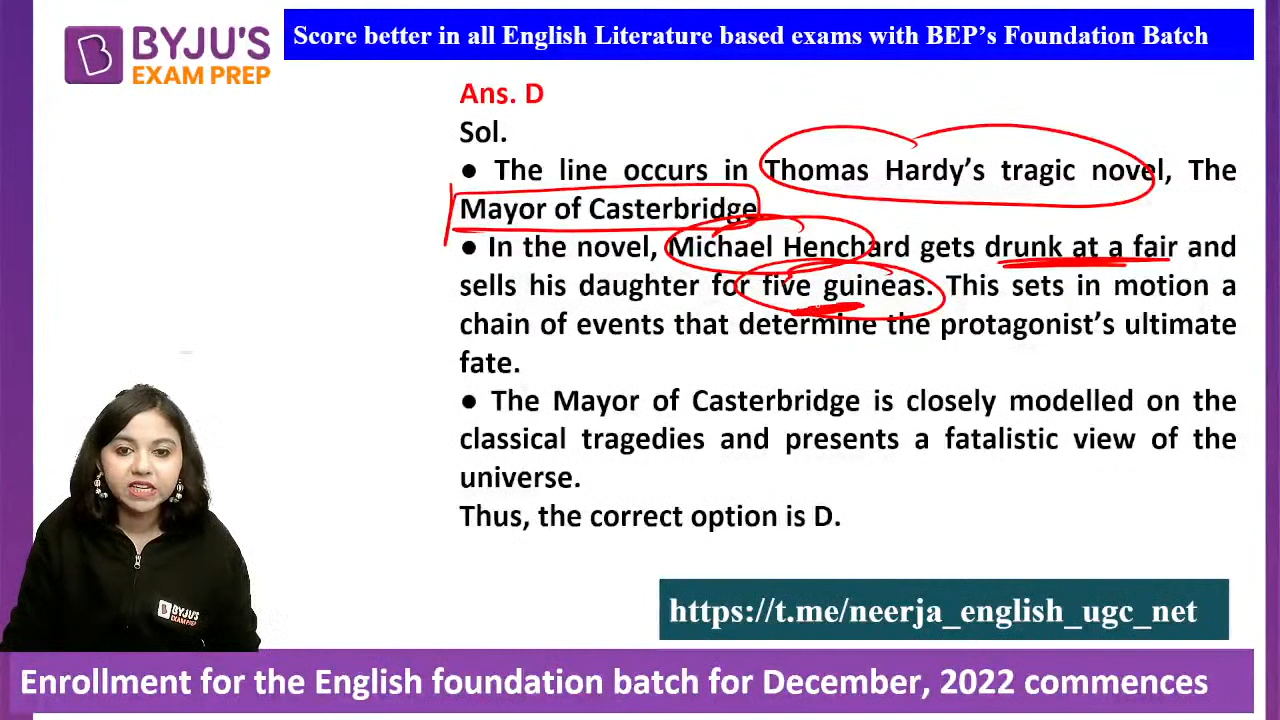 BYJU'S
EXAM PREP
Score better in all English Literature based exams with BEP's Foundation Batch
Ans. D
Sol.
● The line occurs in Thomas Hardy's tragic novel, The
Mayor of Casterbridge
● In the novel, Michael Henchard gets drunk at a fair and
sells his daughter for five guineas. This sets in motion a
chain of events that determine the protagonist's ultimate
fate.
● The Mayor of Casterbridge is closely modelled on the
classical tragedies and presents a fatalistic view of the
universe.
Thus, the correct option is D.
BYJU'S
EXAM PREP
https://t.me/neerja_english_ugc_net
Enrollment for the English foundation batch for December, 2022 commences